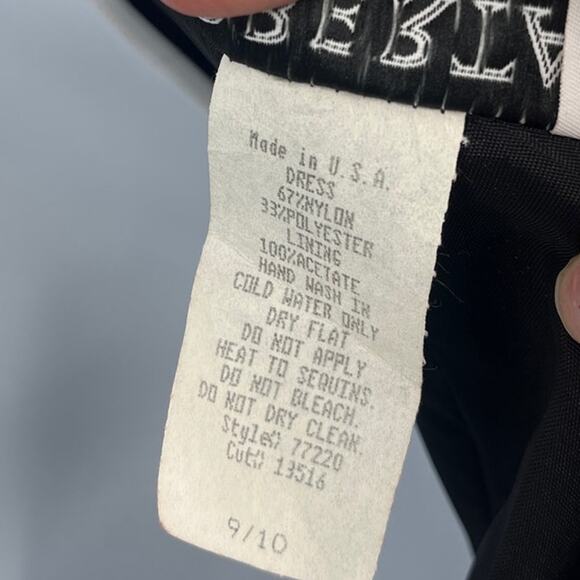 Made in U.S.A.
DRESS
67%NYLON
33%POLYESTER
LINING
100%ACETATE
HAND WASH IN
COLD WATER ONLY
DRY FLAT
DO NOT APPLY
HEAT TO SEQUINS.
DO NOT BLEACH.
DO NOT DRY CLEAN.
Style() 77220
Cut() 13516
9/10